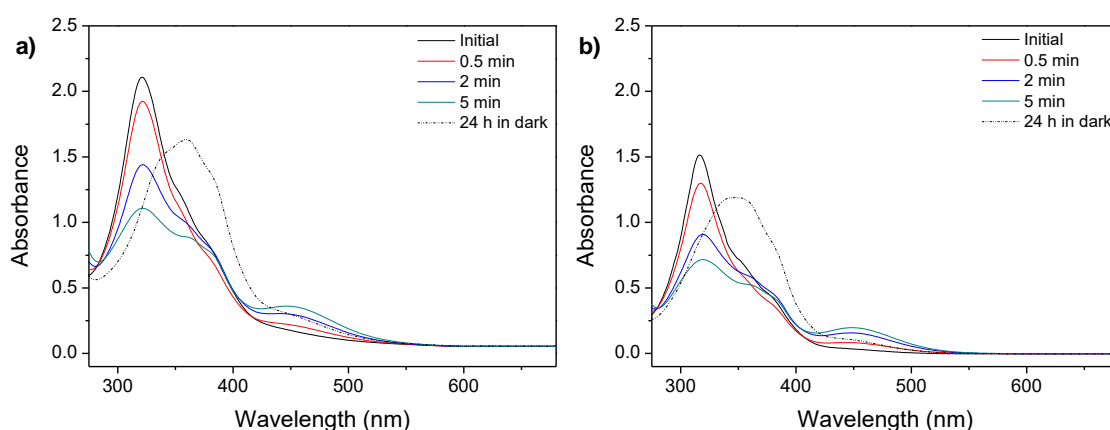 a)
2.5
2.0
1.5
1.0
0.5
0.0
Absorbance
300
400
500
600
Wavelength (nm)
Initial
0.5 min
2 min
5 min
24 h in dark
b)
2.5
2.0
1.5
1.0
0.5
0.0
Absorbance
300
400
500
600
Wavelength (nm)
Initial
0.5 min
2 min
5 min
24 h in dark